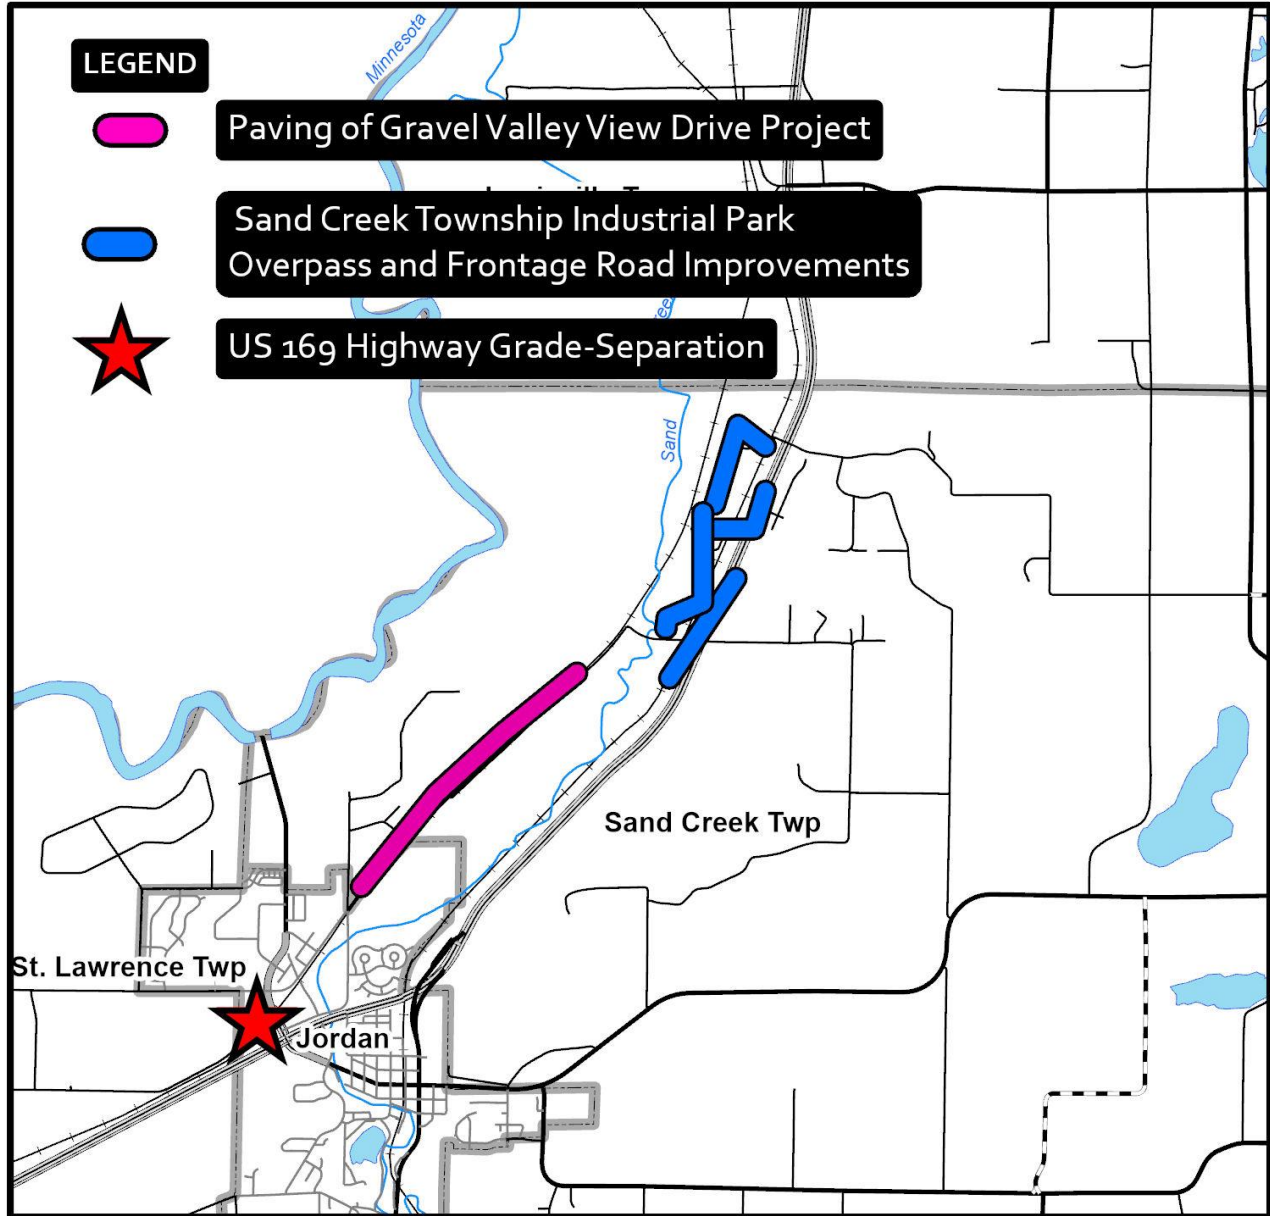 Minnesota
LEGEND
Paving of Gravel Valley View Drive Project
Sand Creek Township Industrial Park
Overpass and Frontage Road Improvements
US 169 Highway Grade-Separation
Sand
Sand Creek Twp
St. Lawrence Twp
Jordan